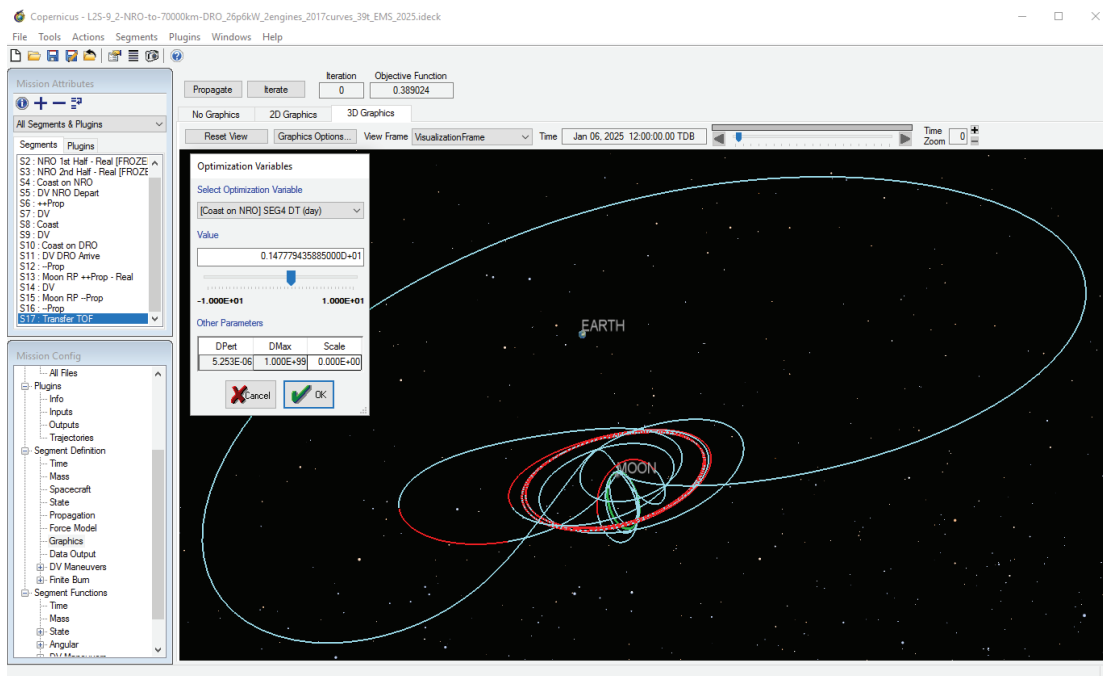 Copernicus - L2S-9_2-NRO-to-70000km-DRO_26p6kW_2engines_2017curves_39t_EMS_2025.ideck
File Tools Actions Segments Plugins Windows Help
Mission Attributes
All Segments & Plugins
Segments Plugins
S2 : NRO 1st Half - Real [FROZE
S3 : NRO 2nd Half - Real [FROZE
S4 : Coast on NRO
S5 : DV NRO Depart
S6 : ++Prop
S7 : DV
S8 : Coast
S9 : DV
S10 : Coast on DRO
S11 : DV DRO Arrive
S12 : --Prop
S13 : Moon RP ++Prop - Real
S14 : DV
S15 : Moon RP --Prop
S16 : --Prop
S17 : Transfer TOF
Mission Config
All Files
Plugins
Info
Inputs
Outputs
Trajectories
Segment Definition
Time
Mass
Spacecraft
State
Propagation
Force Model
Graphics
Data Output
DV Maneuvers
Finite Burn
Segment Functions
Time
Mass
State
Angular
DV Maneuvers
Iteration Objective Function
Propagate Iterate 0 0.389024
No Graphics 2D Graphics 3D Graphics
Reset View Graphics Options... View Frame VisualizationFrame Time Jan 06, 2025 12:00:00.00 TDB Time Zoom 0
Optimization Variables
Select Optimization Variable
[Coast on NRO] SEG4 DT (day)
Value
0.147779435885000D+01
-1.000E+01 1.000E+01
Other Parameters
DPert DMax Scale
5.253E-06 1.000E+99 0.000E+00
Cancel OK
EARTH
MOON